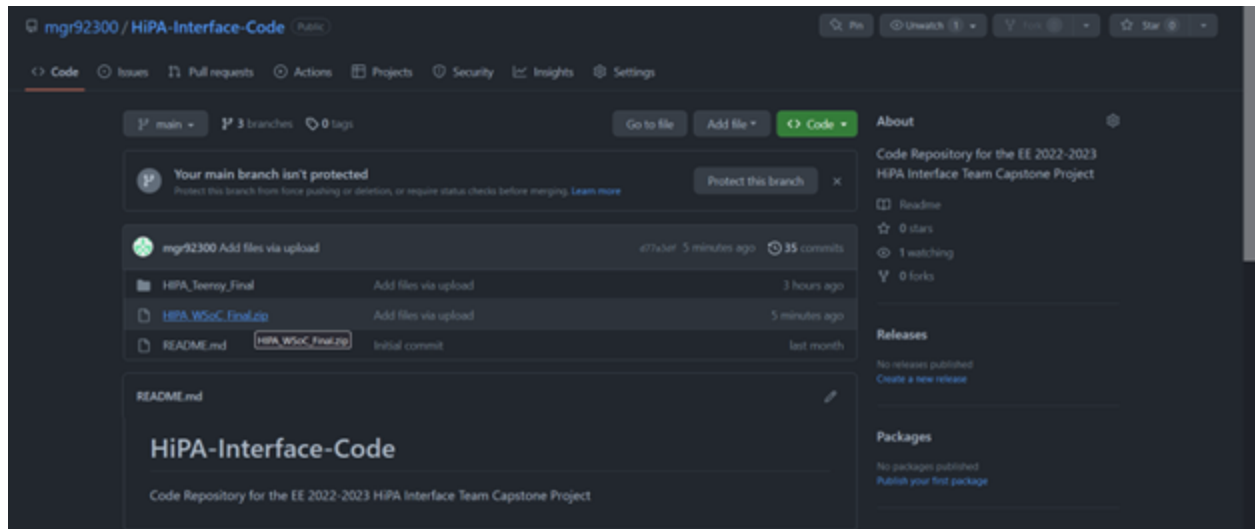 mgr92300 / HiPA-Interface-Code Public
Pin Unwatch 1 Fork Star 0
Code Issues Pull requests Actions Projects Security Insights Settings
main 3 branches 0 tags Go to file Add file Code
Your main branch isn't protected
Protect this branch from force pushing or deletion, or require status checks before merging. Learn more
Protect this branch
mgr92300 Add files via upload 5 minutes ago 35 commits
HIPA_Teensy_Final Add files via upload 3 hours ago
HIPA_WSoC_Final.zip Add files via upload 5 minutes ago
HIPA_WSoC_Final.zip
README.md Initial commit last month
README.md
HiPA-Interface-Code
Code Repository for the EE 2022-2023 HiPA Interface Team Capstone Project
About
Code Repository for the EE 2022-2023
HiPA Interface Team Capstone Project
Readme
0 stars
1 watching
0 forks
Releases
No releases published
Create a new release
Packages
No packages published
Publish your first package